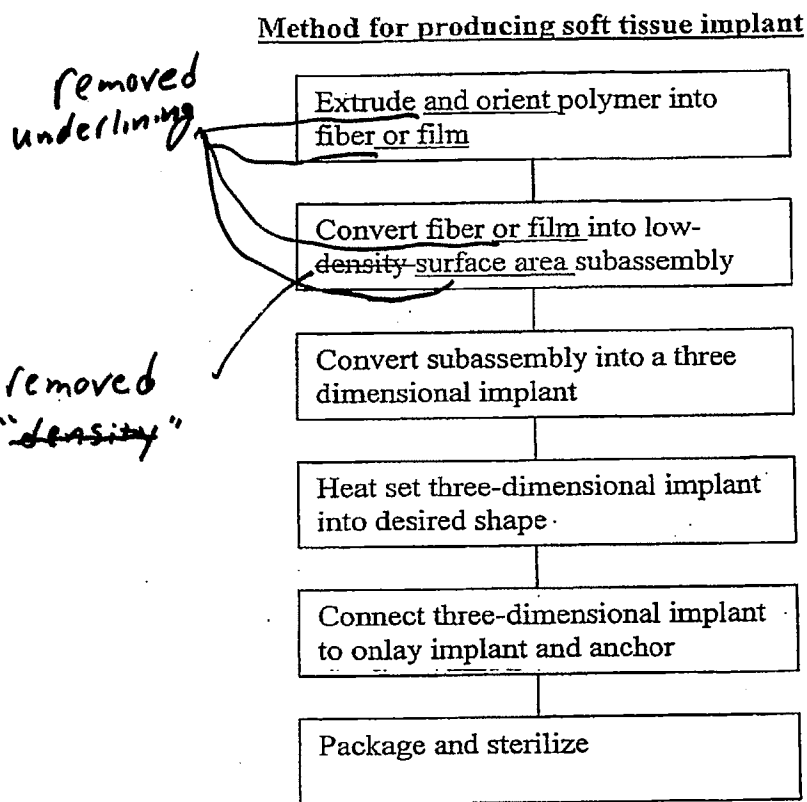 Method for producing soft tissue implant
removed
underlining
Extrude and orient polymer into
fiber or film
Convert fiber or film into low-
density surface area subassembly
removed
"density"
Convert subassembly into a three
dimensional implant
Heat set three-dimensional implant
into desired shape
Connect three-dimensional implant
to onlay implant and anchor
Package and sterilize